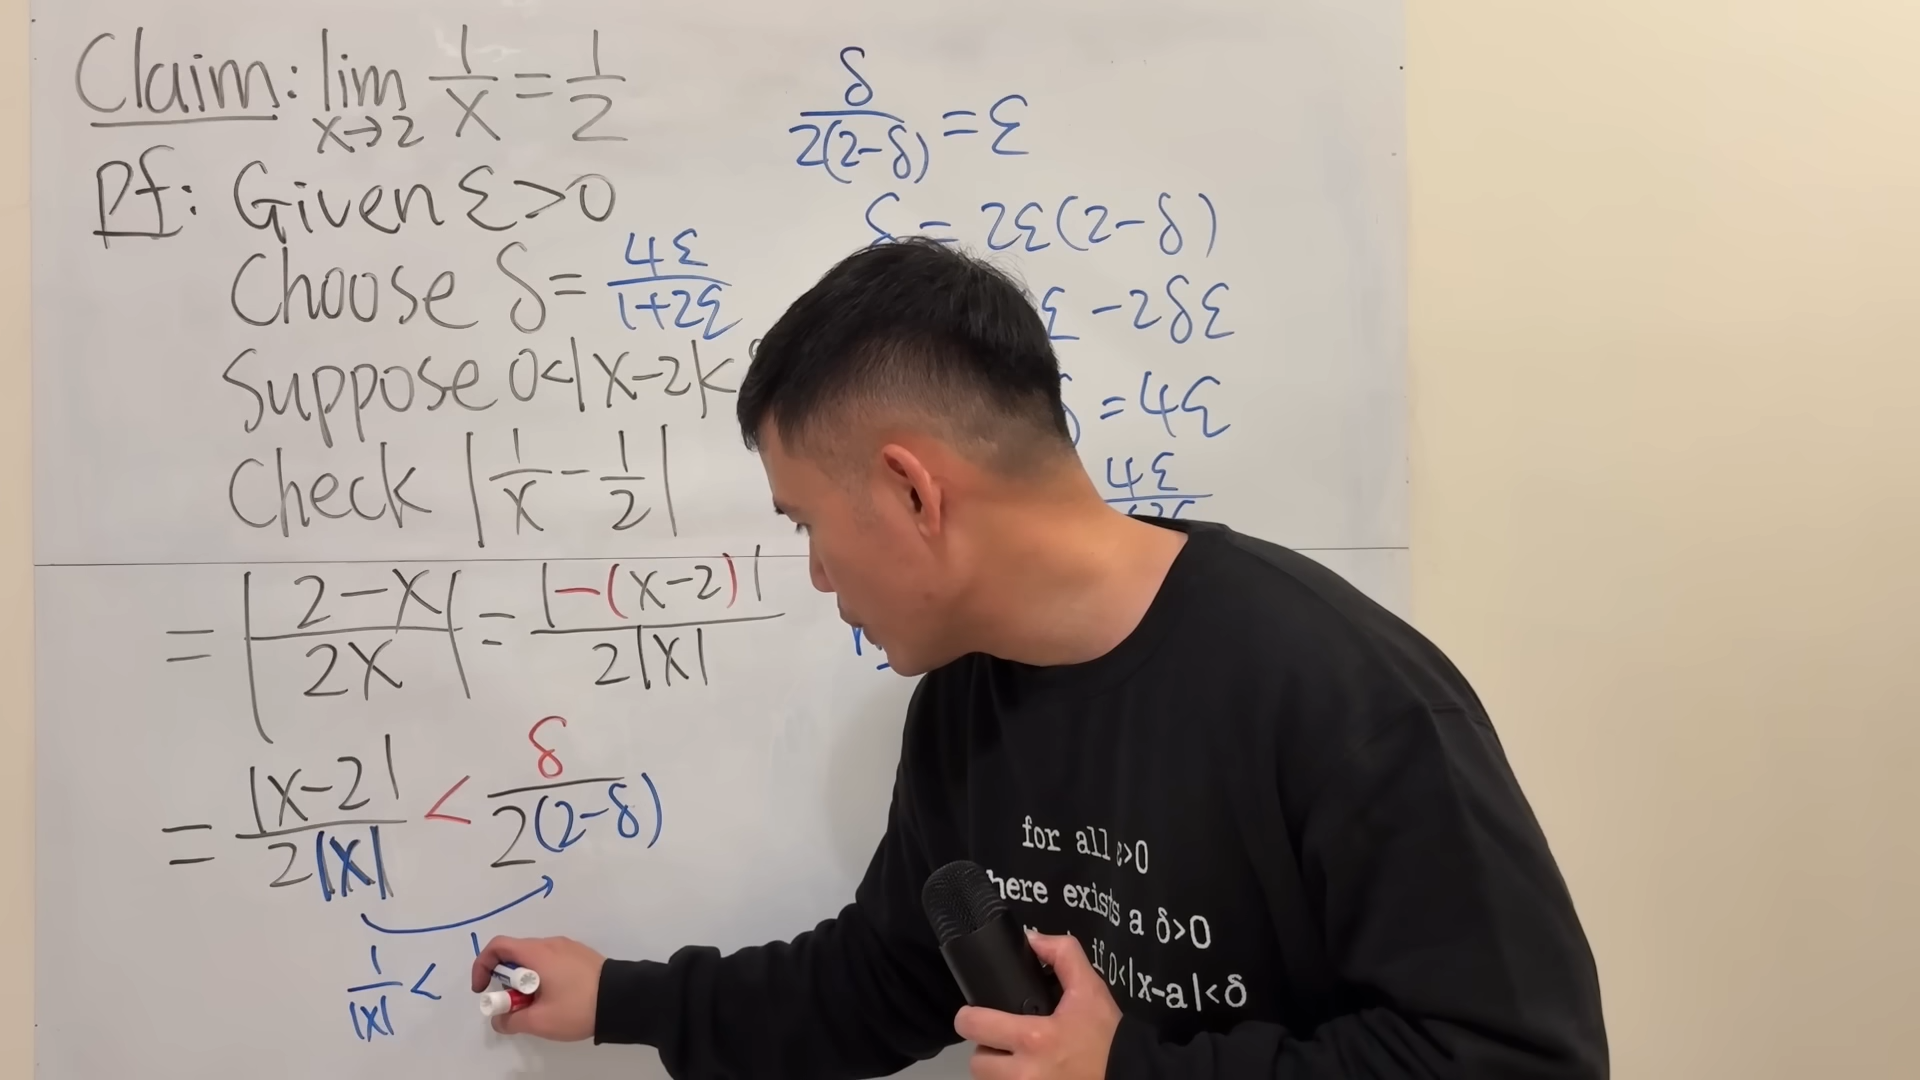 Claim: lim x→2 1/x = 1/2
Pf: Given ε>0
Choose δ = 4ε/(1+2ε)
Suppose 0<|x-2|<
Check |1/x - 1/2|
= |(2-x)/(2x)| = |-(x-2)|/(2|x|)
= |x-2|/(2|x|) < δ/(2(2-δ))
1/|x| <
δ/(2(2-δ)) = ε
δ = 2ε(2-δ)
ε - 2δε
= 4ε
4ε
for all ε>0
here exists a δ>0
if 0<|x-a|<δ